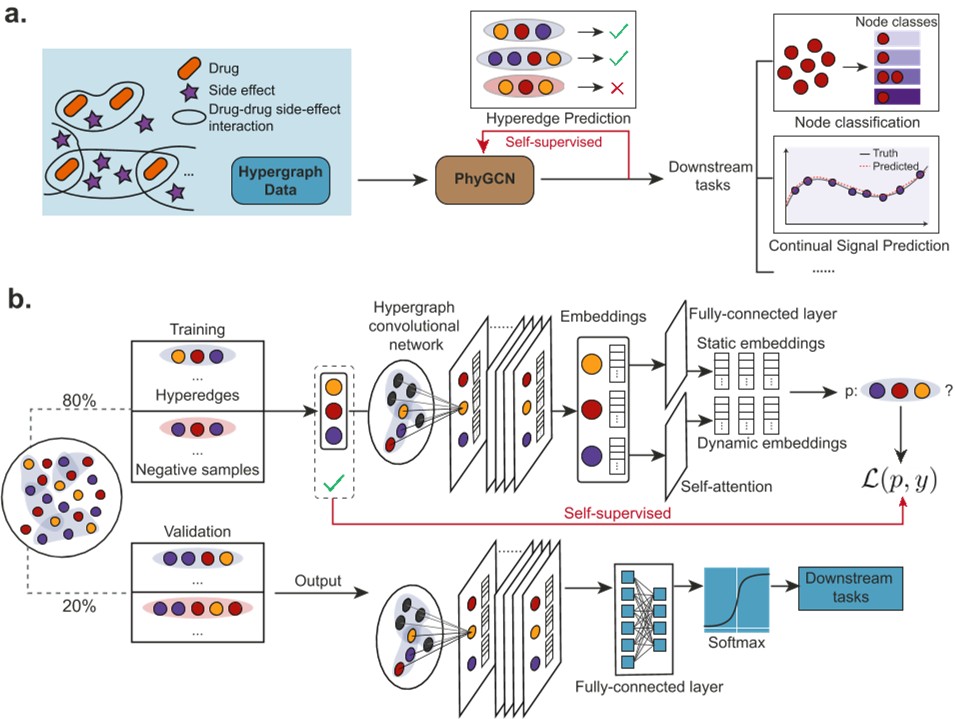 a.
Drug
Side effect
Drug-drug side-effect
interaction
...
Hypergraph
Data
Hyperedge Prediction
Self-supervised
PhyGCN
Downstream
tasks
Node classes
Node classification
Truth
Predicted
Continual Signal Prediction
......
b.
Training
...
Hyperedges
...
Negative samples
80%
20%
Validation
...
...
Output
Hypergraph
convolutional
network
......
Embeddings
Fully-connected layer
Static embeddings
Dynamic embeddings
Self-attention
p: ?
ℒ(p, y)
Self-supervised
......
Fully-connected layer
Softmax
Downstream
tasks